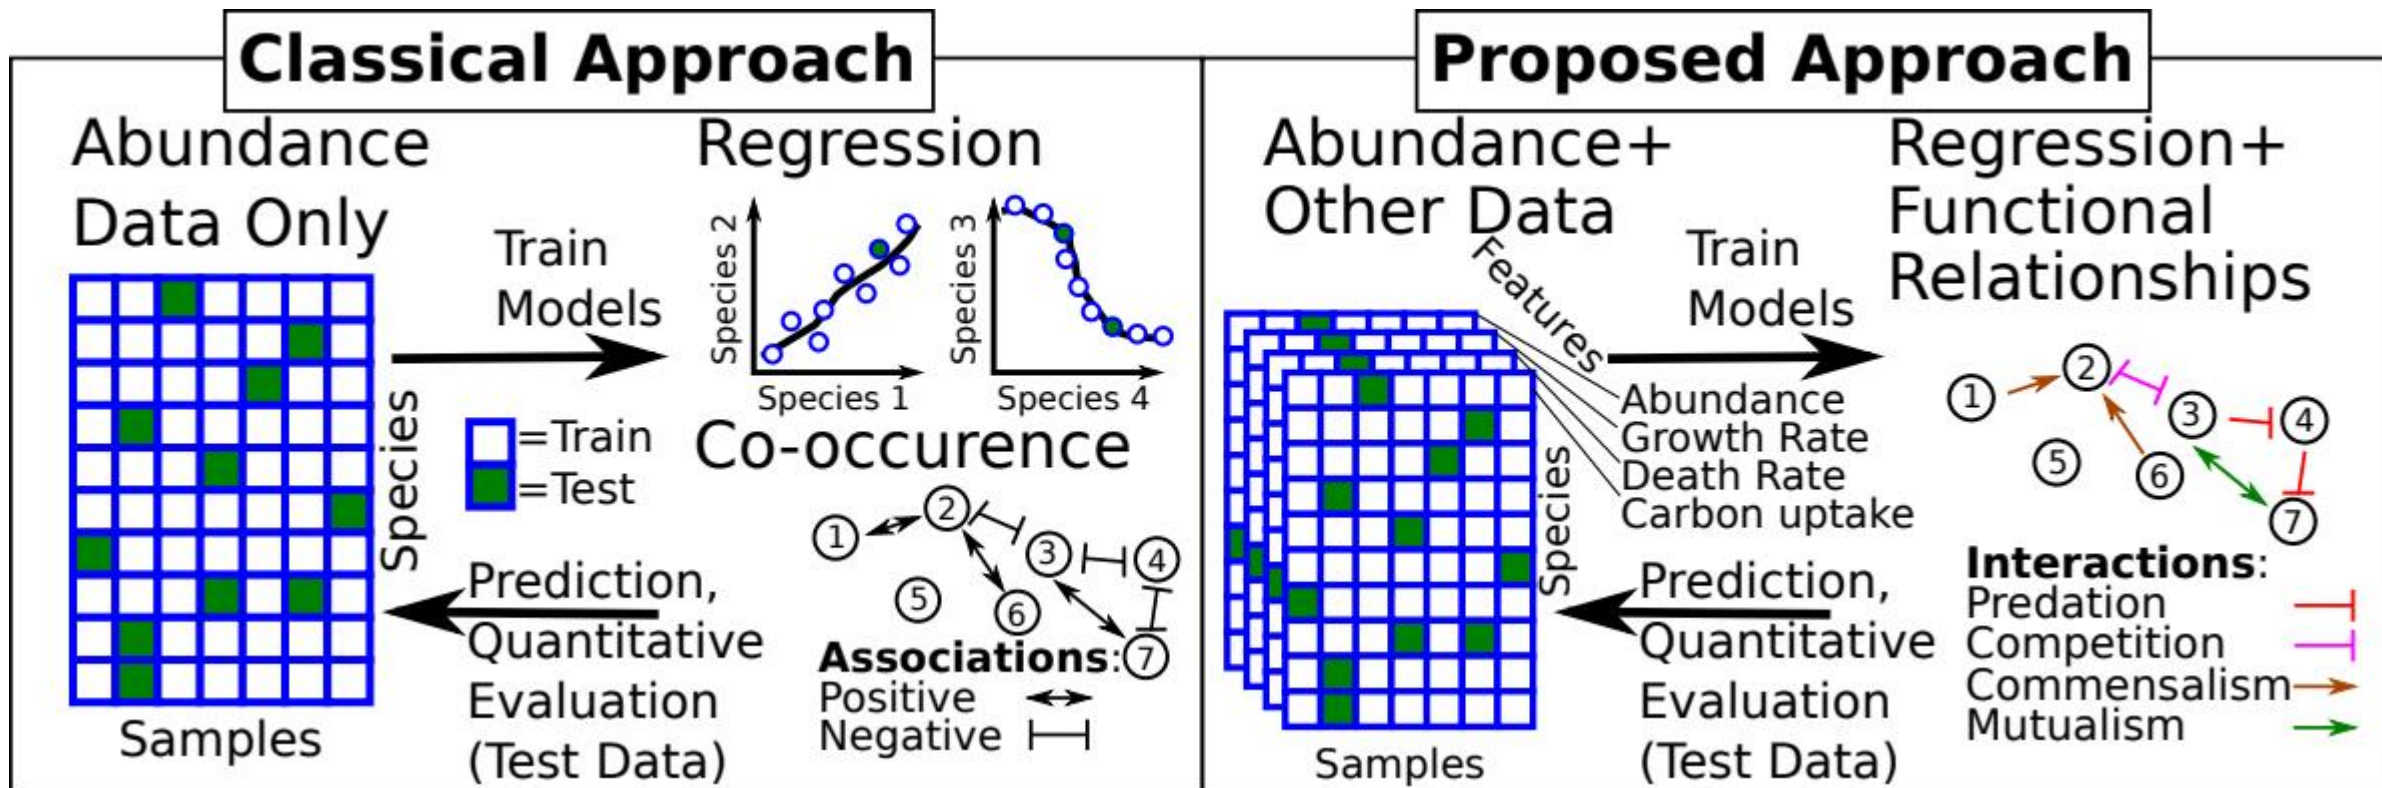 Classical Approach
Abundance
Data Only
Train
Models
Species
Samples
=Train
=Test
Prediction,
Quantitative
Evaluation
(Test Data)
Regression
Species 2
Species 1
Species 3
Species 4
Co-occurence
1
2
3
4
5
6
7
Associations:
Positive
Negative
Proposed Approach
Abundance+
Other Data
Features
Train
Models
Abundance
Growth Rate
Death Rate
Carbon uptake
Species
Samples
Prediction,
Quantitative
Evaluation
(Test Data)
Regression+
Functional
Relationships
1
2
3
4
5
6
7
Interactions:
Predation
Competition
Commensalism
Mutualism